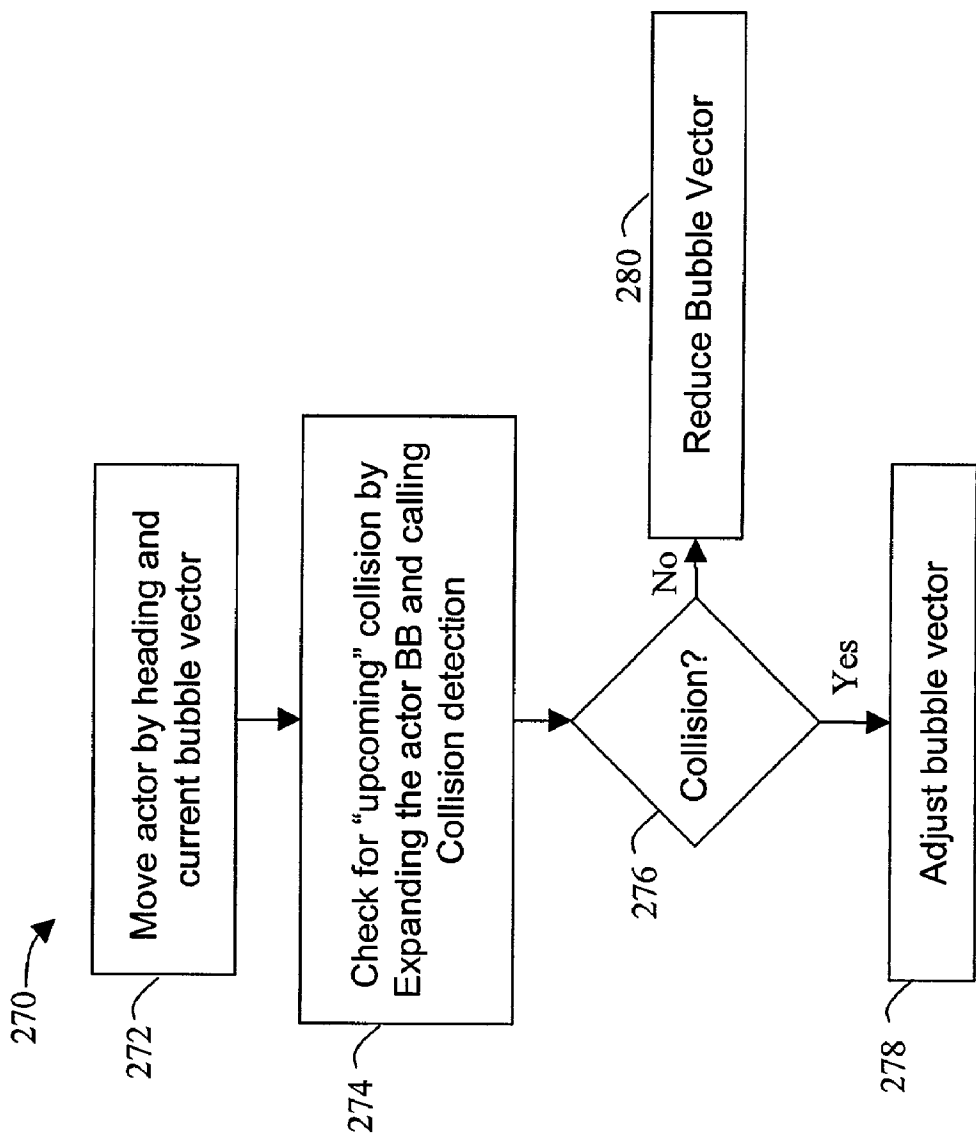 270
Move actor by heading and
current bubble vector
272
Check for “upcoming” collision by
Expanding the actor BB and calling
Collision detection
274
Collision?
276
No
Reduce Bubble Vector
280
Yes
Adjust bubble vector
278